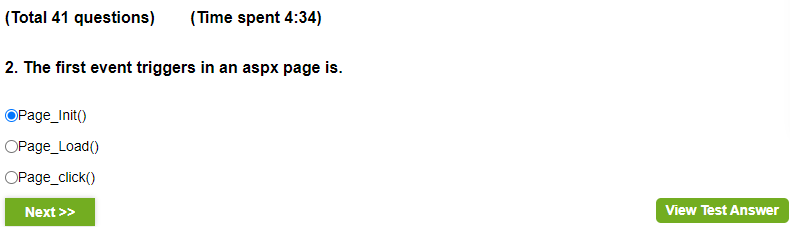 (Total 41 questions) (Time spent 4:34)
2. The first event triggers in an aspx page is.
Page_Init()
Page_Load()
Page_click()
Next >> View Test Answer